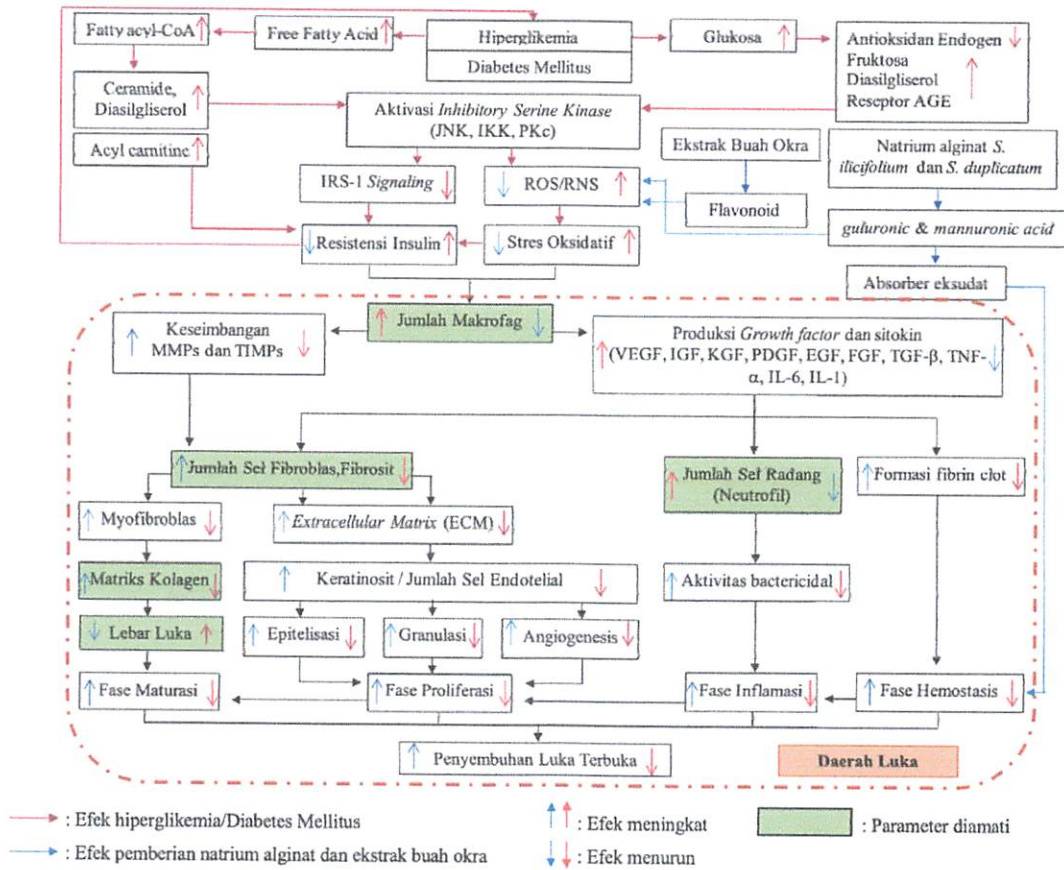 Fatty acyl-CoA
Free Fatty Acid
Hiperglikemia
Diabetes Mellitus
Glukosa
Antioksidan Endogen
Fruktosa
Diasilgliserol
Reseptor AGE
Ceramide,
Diasilgliserol
Acyl carnitine
Aktivasi Inhibitory Serine Kinase
(JNK, IKK, PKc)
Ekstrak Buah Okra
Natrium alginat S.
ilicifolium dan S. duplicatum
IRS-1 Signaling
ROS/RNS
Flavonoid
guluronic & mannuronic acid
Resistensi Insulin
Stres Oksidatif
Absorber eksudat
Jumlah Makrofag
Keseimbangan
MMPs dan TIMPs
Produksi Growth factor dan sitokin
(VEGF, IGF, KGF, PDGF, EGF, FGF, TGF-β, TNF-
α, IL-6, IL-1)
Jumlah Sel Fibroblas,Fibrosit
Jumlah Sel Radang
(Neutrofil)
Formasi fibrin clot
Myofibroblas
Extracellular Matrix (ECM)
Matriks Kolagen
Keratinosit / Jumlah Sel Endotelial
Aktivitas bactericidal
Lebar Luka
Epitelisasi
Granulasi
Angiogenesis
Fase Maturasi
Fase Proliferasi
Fase Inflamasi
Fase Hemostasis
Penyembuhan Luka Terbuka
Daerah Luka
: Efek hiperglikemia/Diabetes Mellitus
: Efek meningkat
: Parameter diamati
: Efek pemberian natrium alginat dan ekstrak buah okra
: Efek menurun